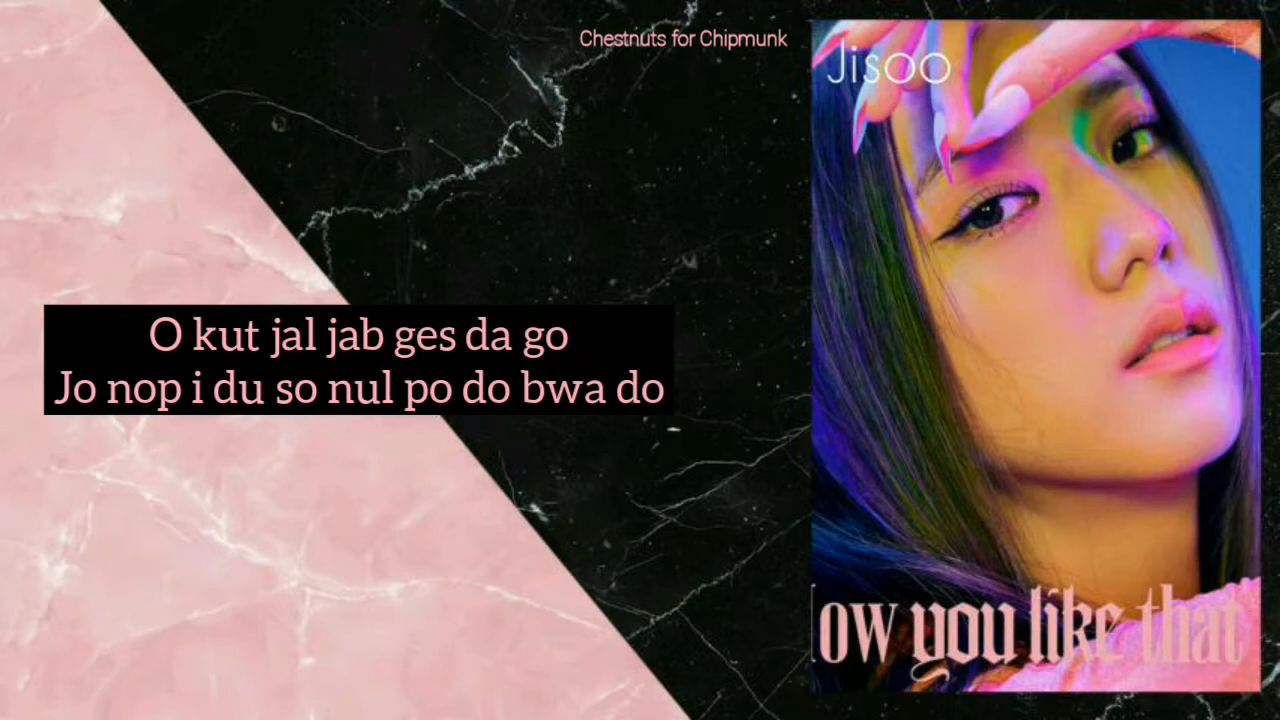 Chestnuts for Chipmunk
Jisoo
O kut jal jab ges da go
Jo nop i du so nul po do bwa do
ow you like that